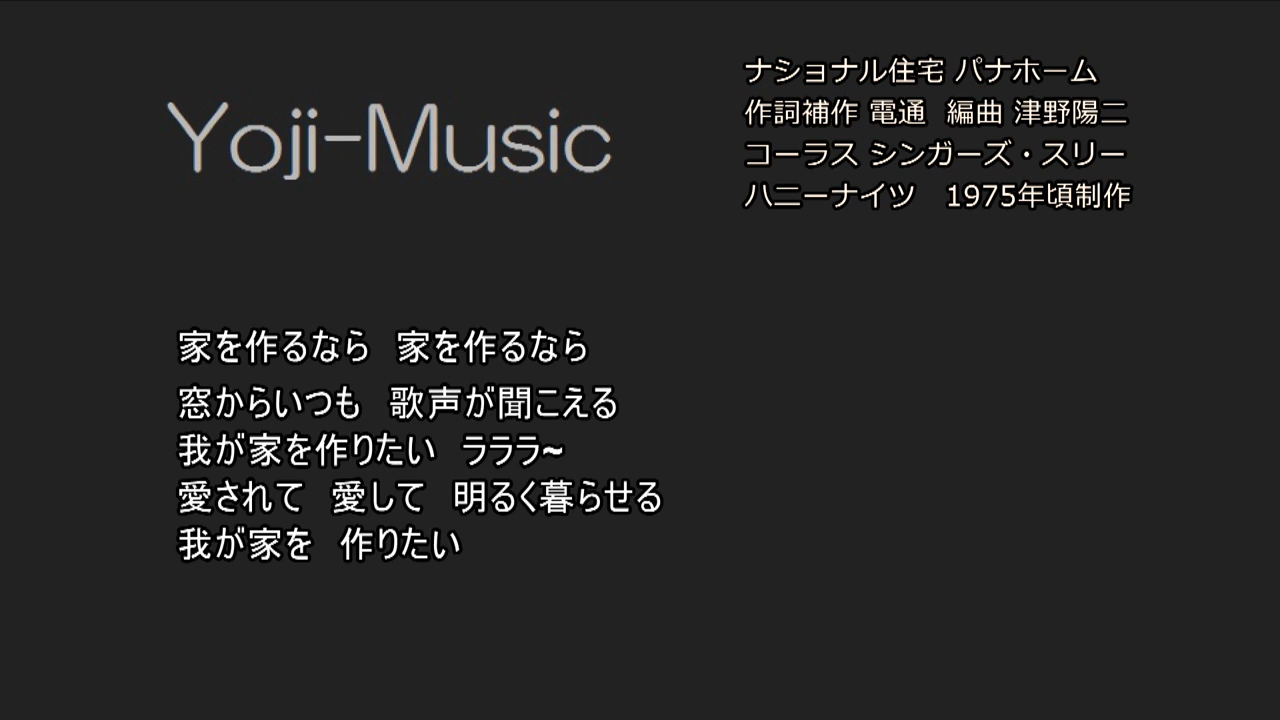 Yoji-Music
ナショナル住宅 パナホーム
作詞補作 電通 編曲 津野陽二
コーラス シンガーズ・スリー
ハニーナイツ 1975年頃制作
家を作るなら 家を作るなら
窓からいつも 歌声が聞こえる
我が家を作りたい ラララ~
愛されて 愛して 明るく暮らせる
我が家を 作りたい